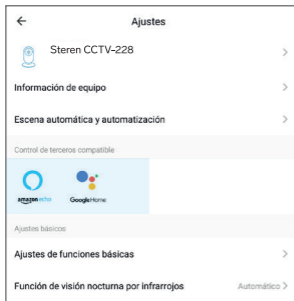 Ajustes
Steren CCTV-228
Información de equipo
Escena automática y automatización
Control de terceros compatible
amazon echo
Google Home
Ajustes básicos
Ajustes de funciones básicas
Función de visión nocturna por infrarrojos Automático